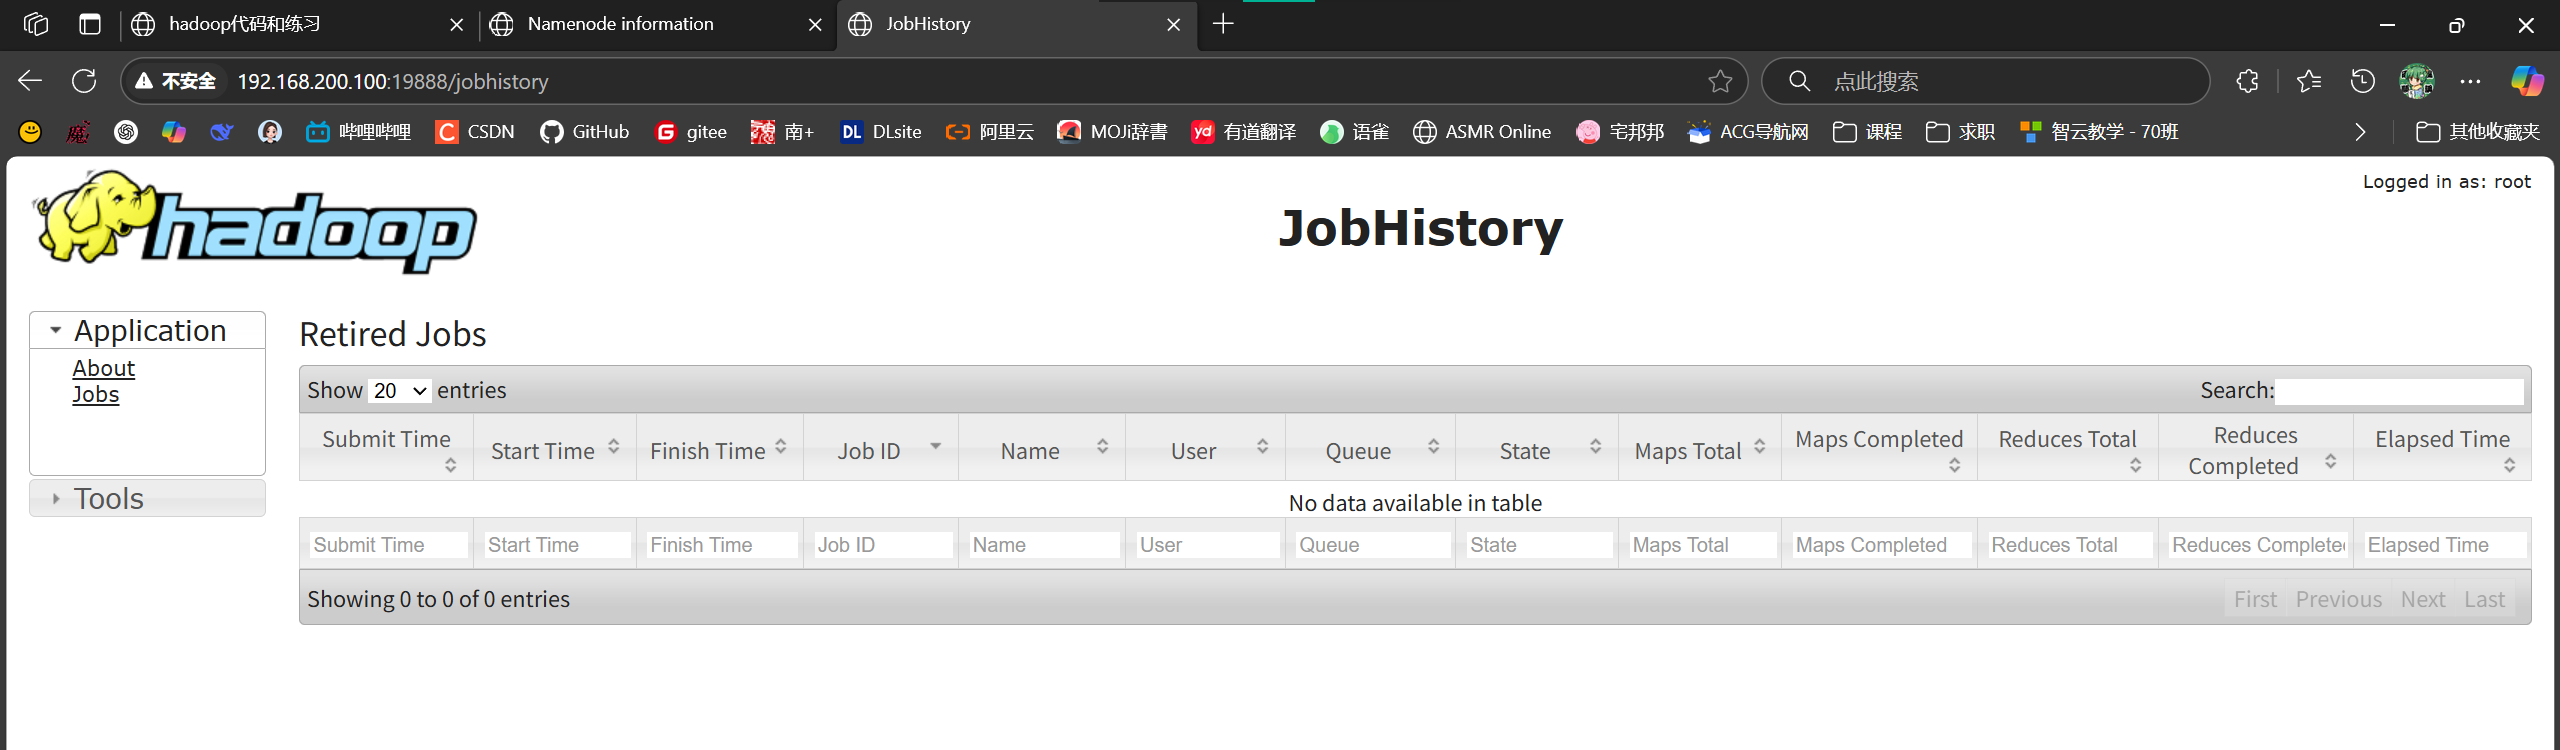 hadoop代码和练习
Namenode information
JobHistory
不安全 192.168.200.100:19888/jobhistory
点此搜索
哔哩哔哩 CSDN GitHub gitee 南+ DLsite 阿里云 MOJi辞書 有道翻译 语雀 ASMR Online 宅邦邦 ACG导航网 课程 求职 智云教学 - 70班 其他收藏夹
hadoop
JobHistory
Logged in as: root
Application
About
Jobs
Tools
Retired Jobs
Show 20 entries
Search:
Submit Time Start Time Finish Time Job ID Name User Queue State Maps Total Maps Completed Reduces Total Reduces Completed Elapsed Time
No data available in table
Submit Time Start Time Finish Time Job ID Name User Queue State Maps Total Maps Completed Reduces Total Reduces Complete Elapsed Time
Showing 0 to 0 of 0 entries
First Previous Next Last